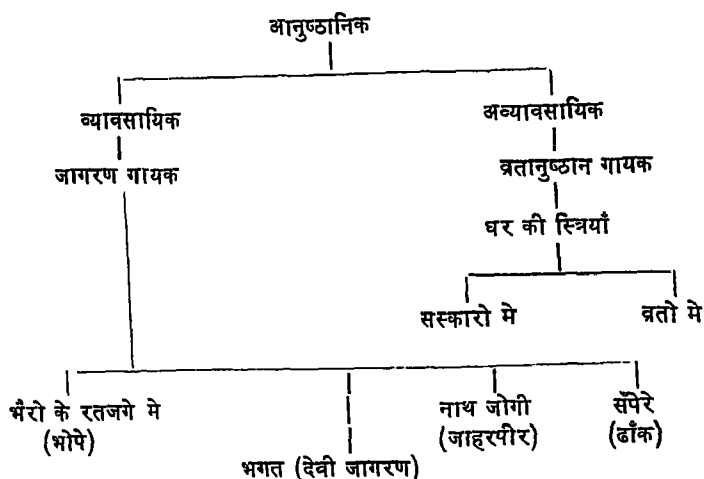 आनुष्ठानिक
व्यावसायिक
अव्यावसायिक
जागरण गायक
व्रतानुष्ठान गायक
घर की स्त्रियाँ
सस्कारो मे
व्रतो मे
भैरो के रतजगे मे
(भोपे)
भगत (देवी जागरण)
नाथ जोगी
(जाहरपीर)
सँपेरे
(ढाँक)